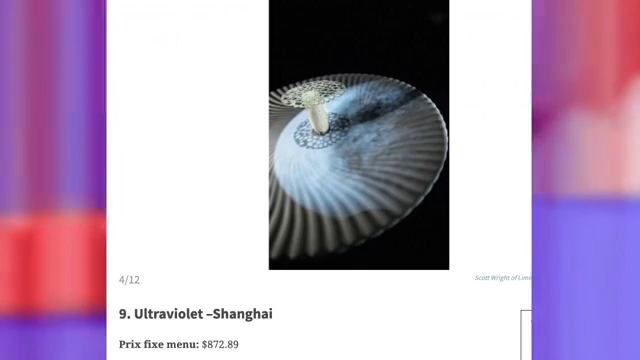 4/12
Scott Wright of Lime
9. Ultraviolet –Shanghai
Prix fixe menu: $872.89